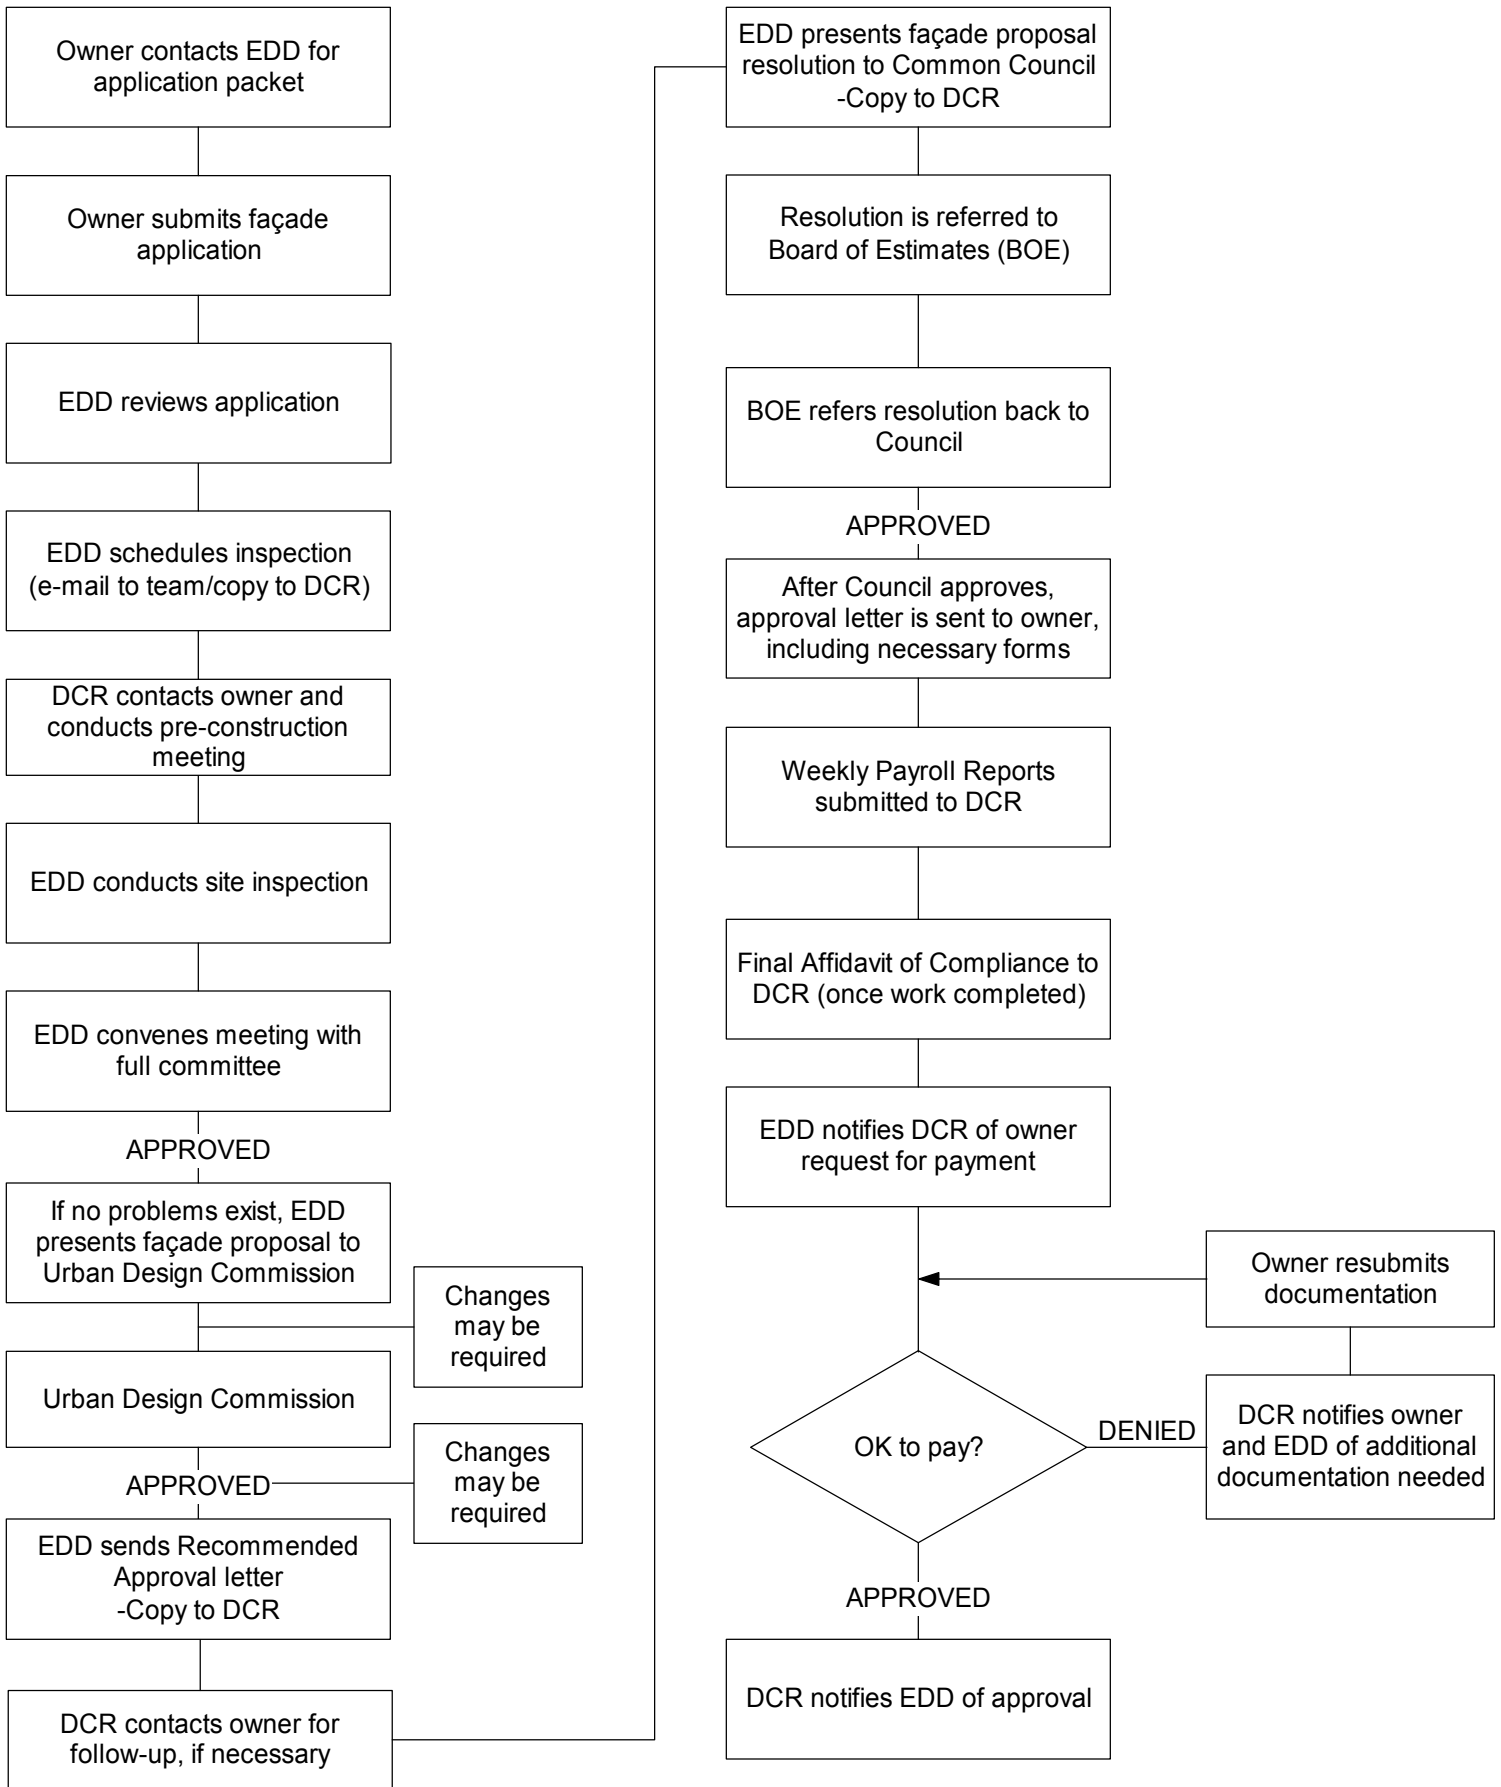 Owner contacts EDD for
application packet
Owner submits façade
application
EDD reviews application
EDD schedules inspection
(e-mail to team/copy to DCR)
DCR contacts owner and
conducts pre-construction
meeting
EDD conducts site inspection
EDD convenes meeting with
full committee
APPROVED
If no problems exist, EDD
presents façade proposal to
Urban Design Commission
Changes
may be
required
Urban Design Commission
APPROVED
Changes
may be
required
EDD sends Recommended
Approval letter
-Copy to DCR
DCR contacts owner for
follow-up, if necessary
EDD presents façade proposal
resolution to Common Council
-Copy to DCR
Resolution is referred to
Board of Estimates (BOE)
BOE refers resolution back to
Council
APPROVED
After Council approves,
approval letter is sent to owner,
including necessary forms
Weekly Payroll Reports
submitted to DCR
Final Affidavit of Compliance to
DCR (once work completed)
EDD notifies DCR of owner
request for payment
Owner resubmits
documentation
OK to pay?
DENIED
DCR notifies owner
and EDD of additional
documentation needed
APPROVED
DCR notifies EDD of approval